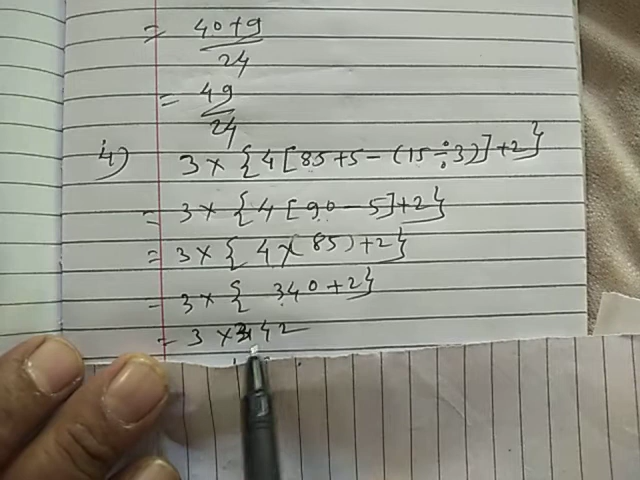 = 40+9/24
= 49/24
4) 3 × {4[85+5-(15÷3)]+2}
= 3 × {4[90-5]+2}
= 3 × {4×(85)+2}
= 3 × {340+2}
= 3 × 342